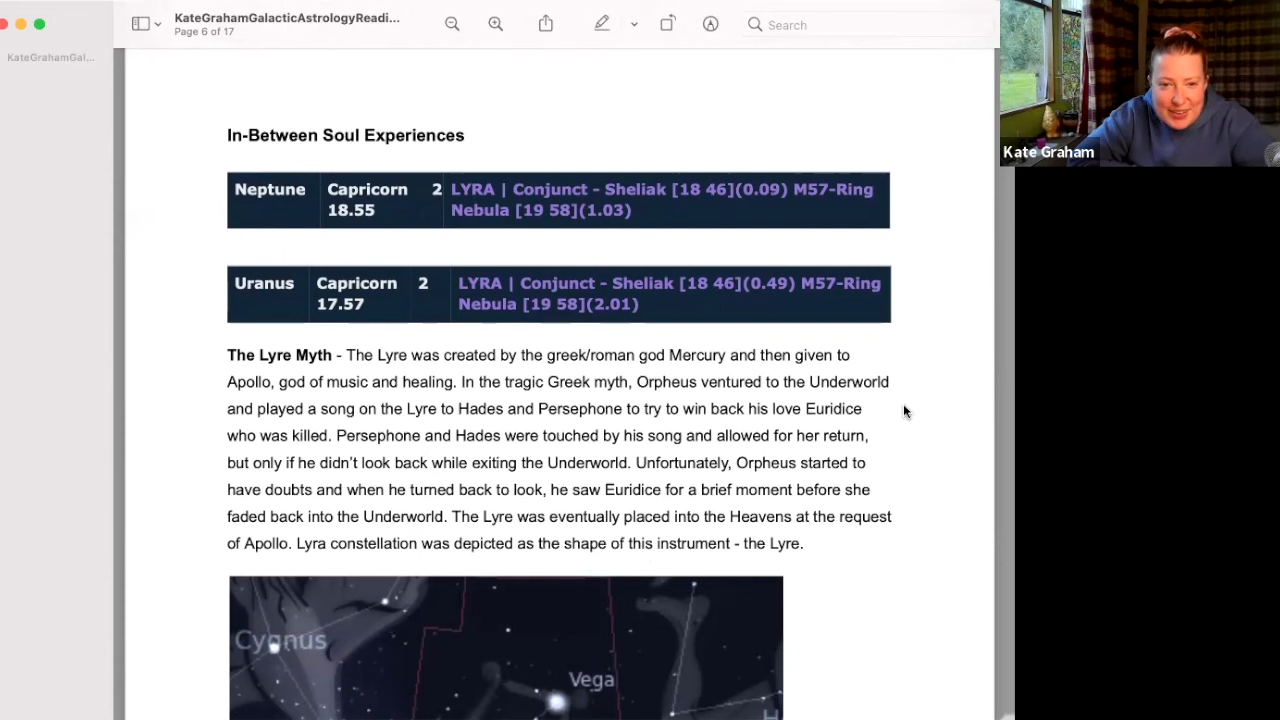 KateGrahamGalacticAstrologyReadi...
Page 6 of 17
Search
KateGrahamGal...
Kate Graham
In-Between Soul Experiences
Neptune Capricorn 2 LYRA | Conjunct - Sheliak [18 46](0.09) M57-Ring
18.55 Nebula [19 58](1.03)
Uranus Capricorn 2 LYRA | Conjunct - Sheliak [18 46](0.49) M57-Ring
17.57 Nebula [19 58](2.01)
The Lyre Myth - The Lyre was created by the greek/roman god Mercury and then given to
Apollo, god of music and healing. In the tragic Greek myth, Orpheus ventured to the Underworld
and played a song on the Lyre to Hades and Persephone to try to win back his love Euridice
who was killed. Persephone and Hades were touched by his song and allowed for her return,
but only if he didn't look back while exiting the Underworld. Unfortunately, Orpheus started to
have doubts and when he turned back to look, he saw Euridice for a brief moment before she
faded back into the Underworld. The Lyre was eventually placed into the Heavens at the request
of Apollo. Lyra constellation was depicted as the shape of this instrument - the Lyre.
Cygnus
Vega